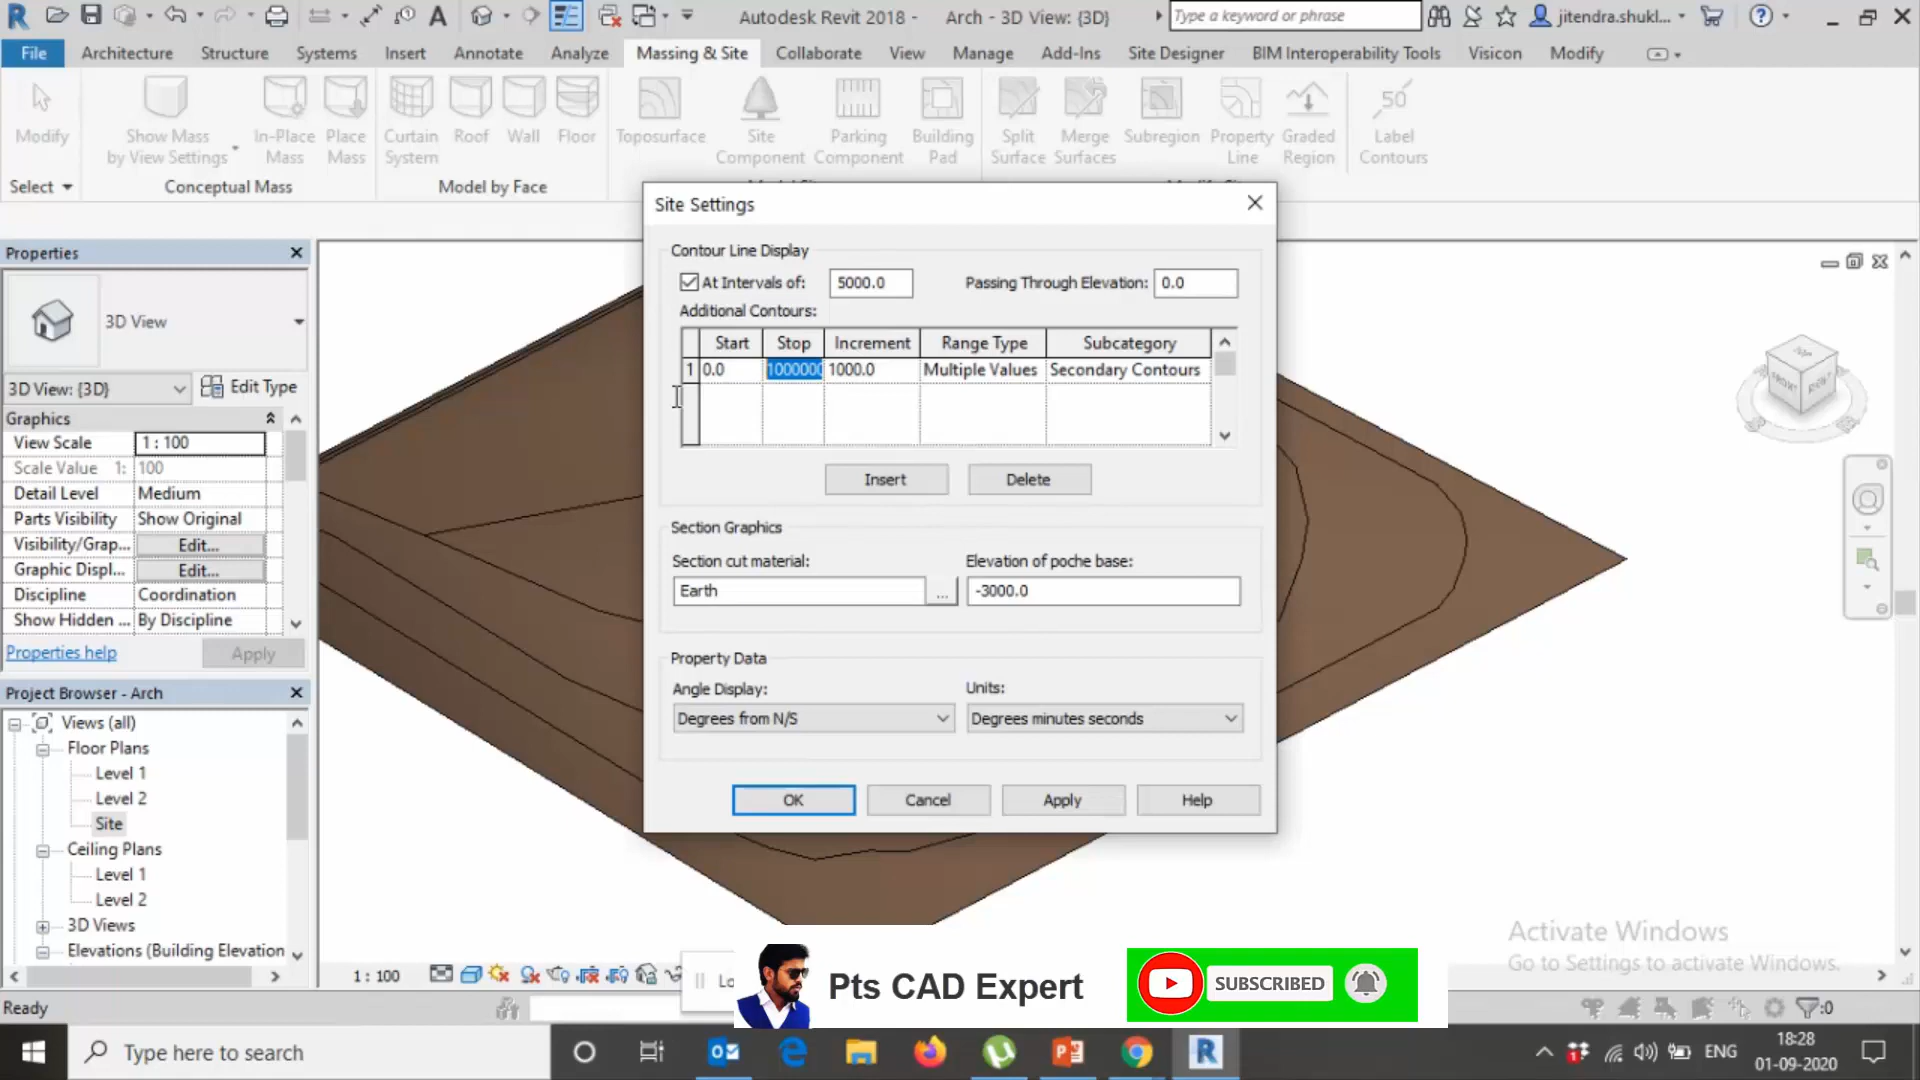 Autodesk Revit 2018 - Arch - 3D View: {3D}
Type a keyword or phrase
jitendra.shukl...
File Architecture Structure Systems Insert Annotate Analyze Massing & Site Collaborate View Manage Add-Ins Site Designer BIM Interoperability Tools Visicon Modify
Modify
Show Mass
by View Settings
In-Place
Mass
Place
Mass
Curtain
System
Roof
Wall
Floor
Toposurface
Site
Component
Parking
Component
Building
Pad
Split
Surface
Merge
Surfaces
Subregion
Property
Line
Graded
Region
50
Label
Contours
Select
Conceptual Mass
Model by Face
Properties
3D View
3D View: {3D}
Edit Type
Graphics
View Scale 1 : 100
Scale Value 1: 100
Detail Level Medium
Parts Visibility Show Original
Visibility/Grap... Edit...
Graphic Displ... Edit...
Discipline Coordination
Show Hidden ... By Discipline
Properties help
Apply
Project Browser - Arch
Views (all)
Floor Plans
Level 1
Level 2
Site
Ceiling Plans
Level 1
Level 2
3D Views
Elevations (Building Elevation
Site Settings
Contour Line Display
At Intervals of: 5000.0 Passing Through Elevation: 0.0
Additional Contours:
Start Stop Increment Range Type Subcategory
1 0.0 1000000 1000.0 Multiple Values Secondary Contours
Insert Delete
Section Graphics
Section cut material: Elevation of poche base:
Earth ... -3000.0
Property Data
Angle Display: Units:
Degrees from N/S Degrees minutes seconds
OK Cancel Apply Help
FRONT RIGHT
Activate Windows
Go to Settings to activate Windows.
1 : 100
Pts CAD Expert
SUBSCRIBED
Ready
:0
Type here to search
ENG
18:28
01-09-2020